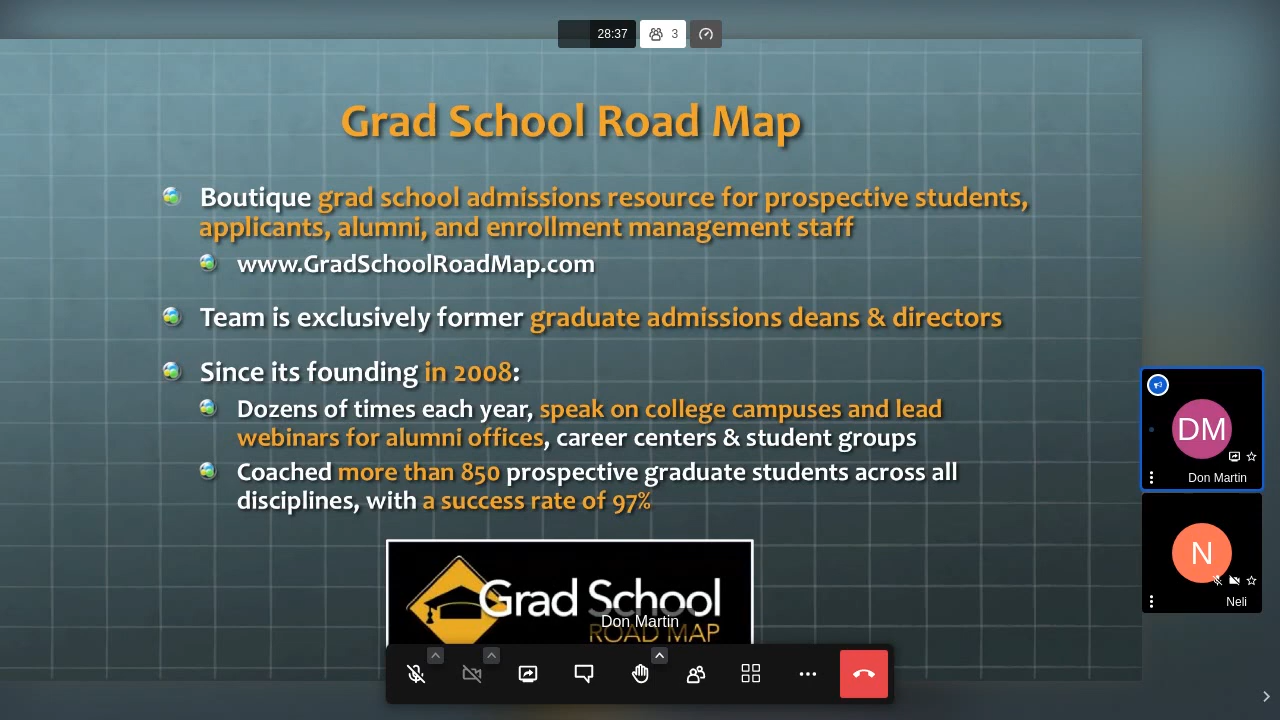 28:37
3
Grad School Road Map
Boutique grad school admissions resource for prospective students,
applicants, alumni, and enrollment management staff
www.GradSchoolRoadMap.com
Team is exclusively former graduate admissions deans & directors
Since its founding in 2008:
Dozens of times each year, speak on college campuses and lead
webinars for alumni offices, career centers & student groups
Coached more than 850 prospective graduate students across all
disciplines, with a success rate of 97%
Grad School
ROAD MAP
Don Martin
DM
Don Martin
N
Neli